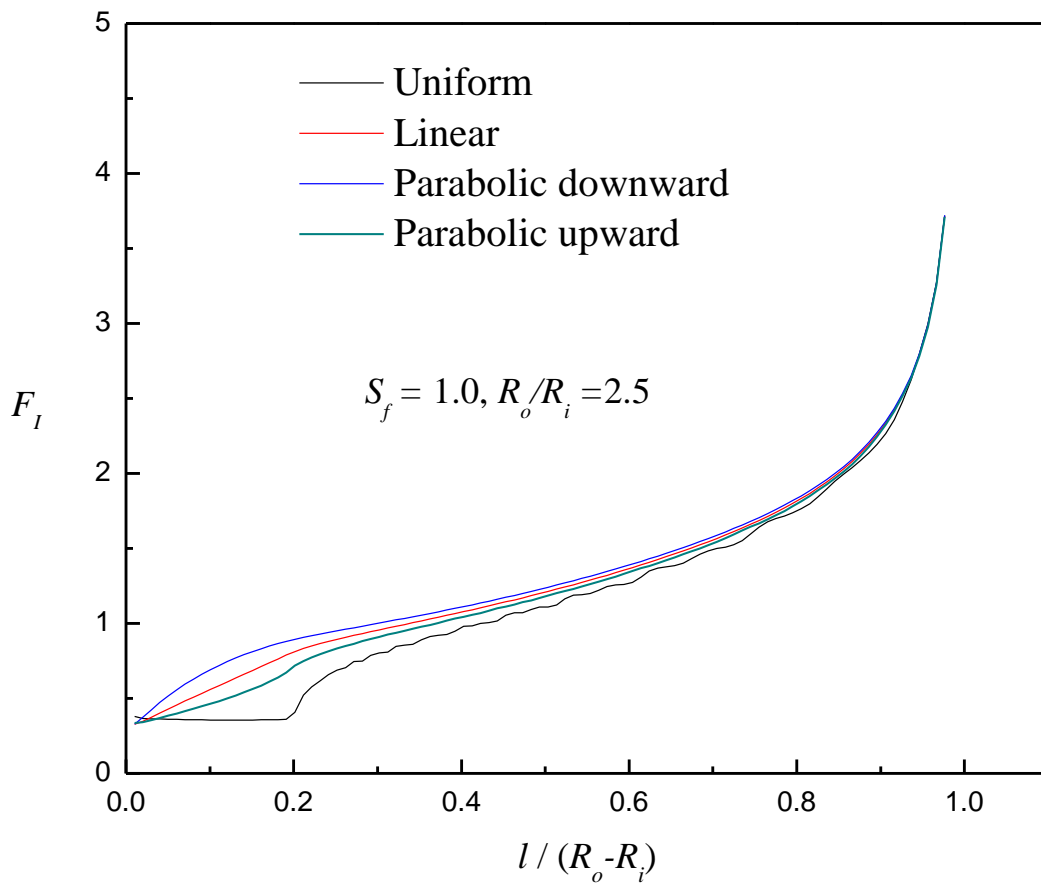 5
Uniform
Linear
4
Parabolic downward
Parabolic upward
3
S_f = 1.0, R_o/R_i =2.5
F_I
2
1
0
0.0 0.2 0.4 0.6 0.8 1.0
l / (R_o-R_i)